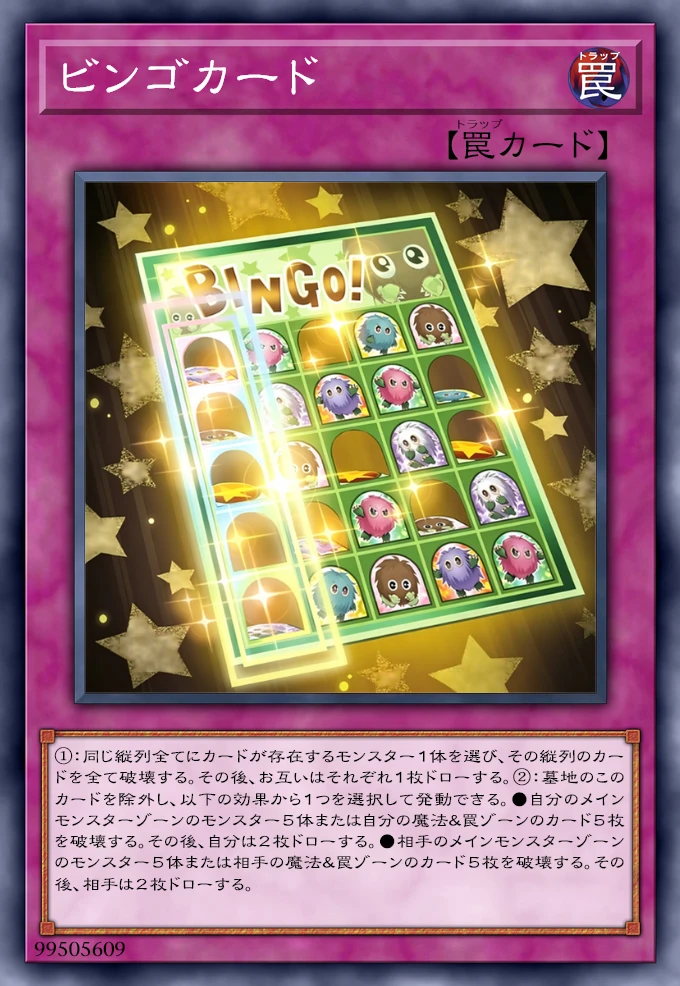 ビンゴカード
トラップ
罠
トラップ
【罠カード】
BINGO!
①：同じ縦列全てにカードが存在するモンスター１体を選び、その縦列のカー
ドを全て破壊する。その後、お互いはそれぞれ１枚ドローする。②：墓地のこの
カードを除外し、以下の効果から１つを選択して発動できる。●自分のメイン
モンスターゾーンのモンスター５体または自分の魔法&罠ゾーンのカード５枚
を破壊する。その後、自分は２枚ドローする。●相手のメインモンスターゾーン
のモンスター５体または相手の魔法&罠ゾーンのカード５枚を破壊する。その
後、相手は２枚ドローする。
99505609